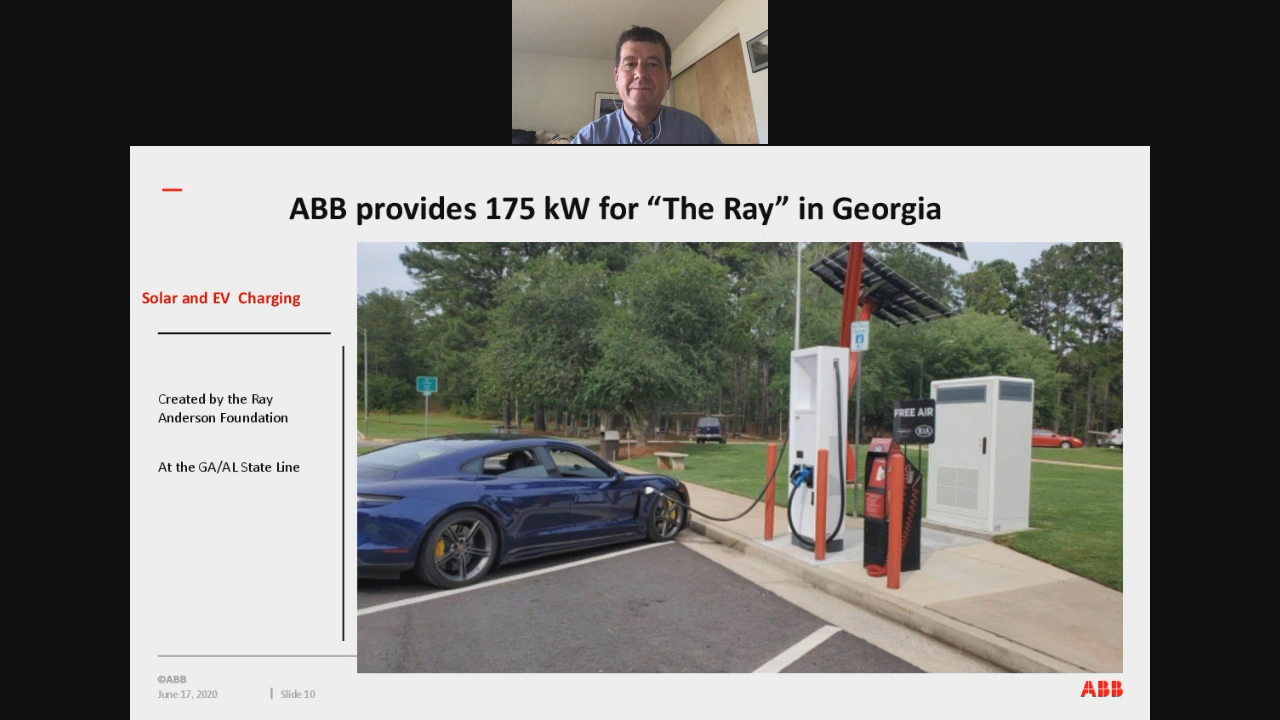 ABB provides 175 kW for “The Ray” in Georgia
Solar and EV Charging
Created by the Ray
Anderson Foundation
At the GA/AL State Line
FREE AIR
KIA
©ABB
June 17, 2020 | Slide 10
ABB